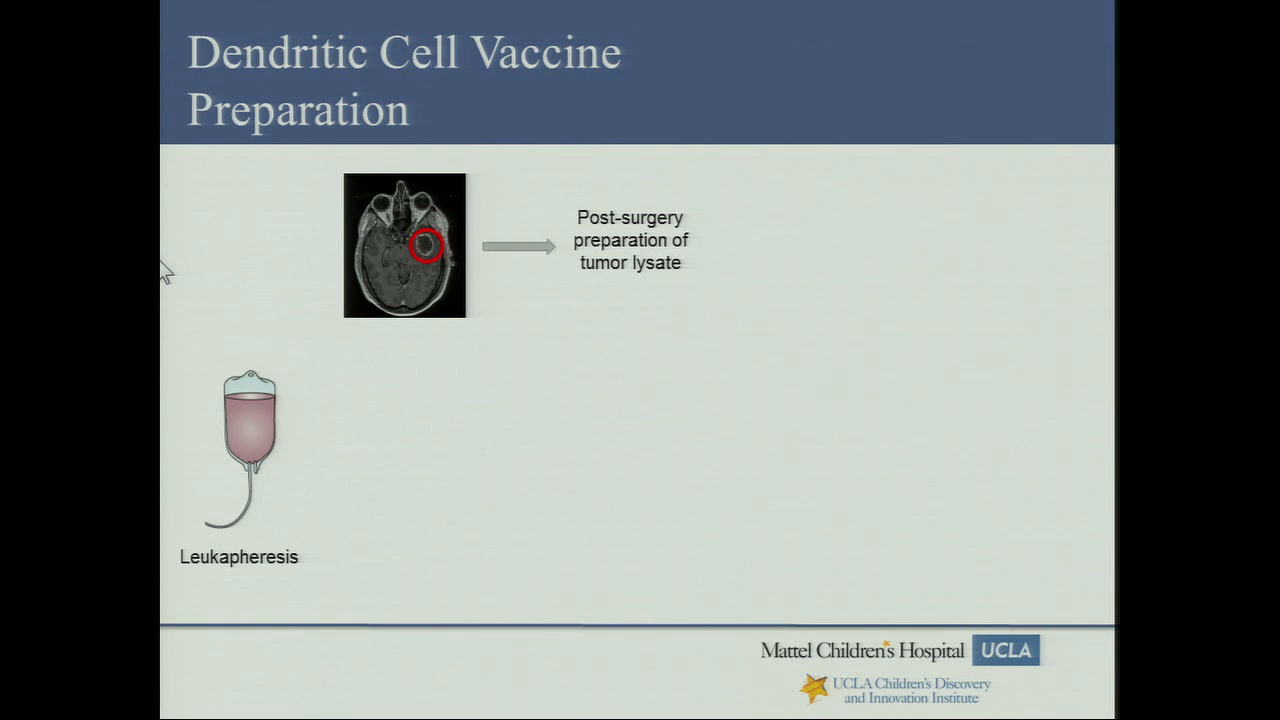 Dendritic Cell Vaccine
Preparation
Post-surgery
preparation of
tumor lysate
Leukapheresis
Mattel Children's Hospital UCLA
UCLA Children's Discovery
and Innovation Institute